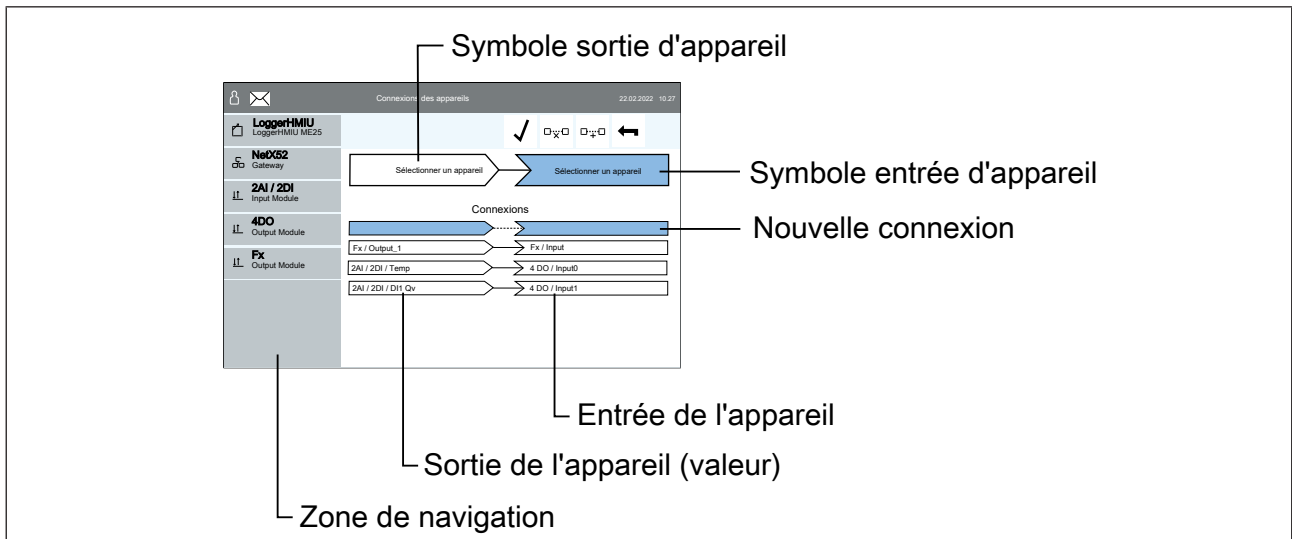 Symbole sortie d'appareil
Connexions des appareils
22.02.2022 10.27
LoggerHMIU
LoggerHMIU ME25
NetX52
Gateway
2AI / 2DI
Input Module
4DO
Output Module
Fx
Output Module
Sélectionner un appareil
Sélectionner un appareil
Symbole entrée d'appareil
Connexions
Nouvelle connexion
Fx / Output_1
Fx / Input
2AI / 2DI / Temp
4 DO / Input0
2AI / 2DI / DI1 Qv
4 DO / Input1
Entrée de l'appareil
Sortie de l'appareil (valeur)
Zone de navigation